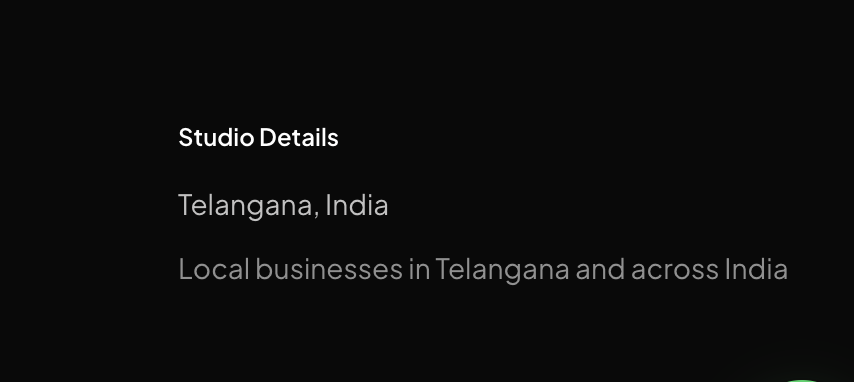 Studio Details
Telangana, India
Local businesses in Telangana and across India